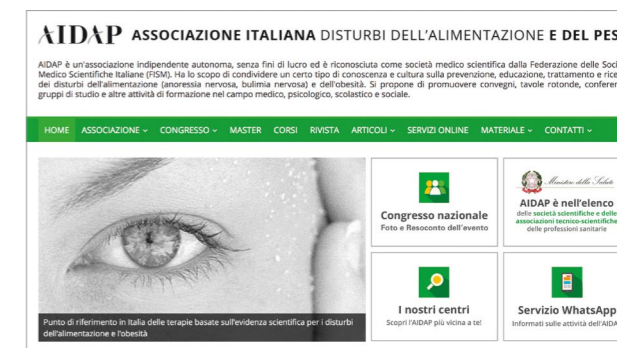 AIDAP ASSOCIAZIONE ITALIANA DISTURBI DELL'ALIMENTAZIONE E DEL PES
AIDAP è un'associazione indipendente autonoma, senza fini di lucro ed è riconosciuta come società medico scientifica dalla Federazione delle Soci
Medico Scientifiche Italiane (FISM). Ha lo scopo di condividere un certo tipo di conoscenza e cultura sulla prevenzione, educazione, trattamento e rice
dei disturbi dell'alimentazione (anoressia nervosa, bulimia nervosa) e dell'obesità. Si propone di promuovere convegni, tavole rotonde, conferen
gruppi di studio e altre attività di formazione nel campo medico, psicologico, scolastico e sociale.
HOME ASSOCIAZIONE CONGRESSO MASTER CORSI RIVISTA ARTICOLI SERVIZI ONLINE MATERIALE CONTATTI
Congresso nazionale
Foto e Resoconto dell'evento
Ministero della Salute
AIDAP è nell'elenco
delle società scientifiche e delle
associazioni tecnico-scientifiche
delle professioni sanitarie
I nostri centri
Scopri l'AIDAP più vicina a te!
Servizio WhatsApp
Informati sulle attività dell'AIDA
Punto di riferimento in Italia delle terapie basate sull'evidenza scientifica per i disturbi
dell'alimentazione e l'obesità